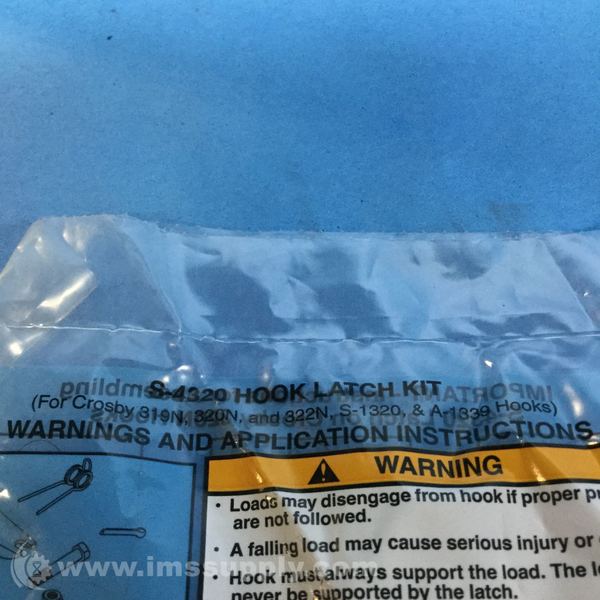 S-4320 HOOK LATCH KIT
(For Crosby 319N, 320N, and 322N, S-1320, & A-1339 Hooks)
WARNINGS AND APPLICATION INSTRUCTIONS
WARNING
• Loads may disengage from hook if proper
are not followed.
• A falling load may cause serious injury or
• Hook must always support the load. The
never be supported by the latch.
www.imssupply.com